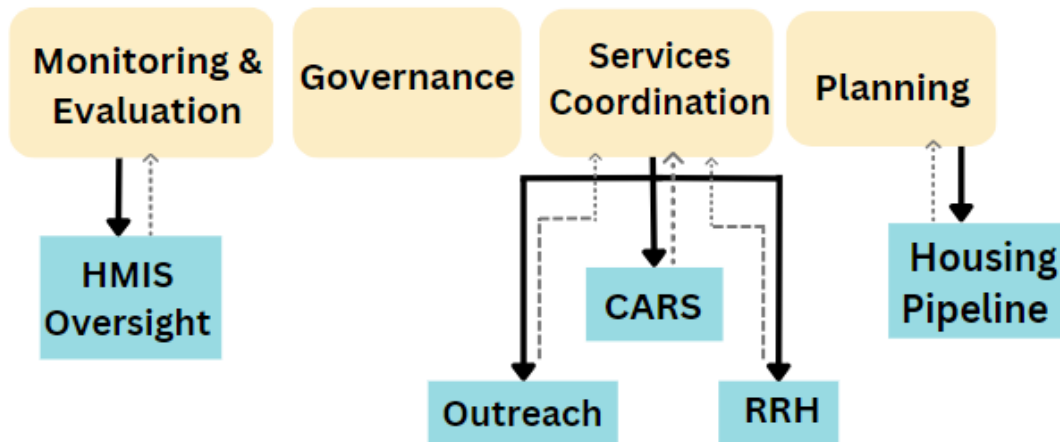 Monitoring &
Evaluation
Governance
Services
Coordination
Planning
HMIS
Oversight
CARS
Housing
Pipeline
Outreach
RRH